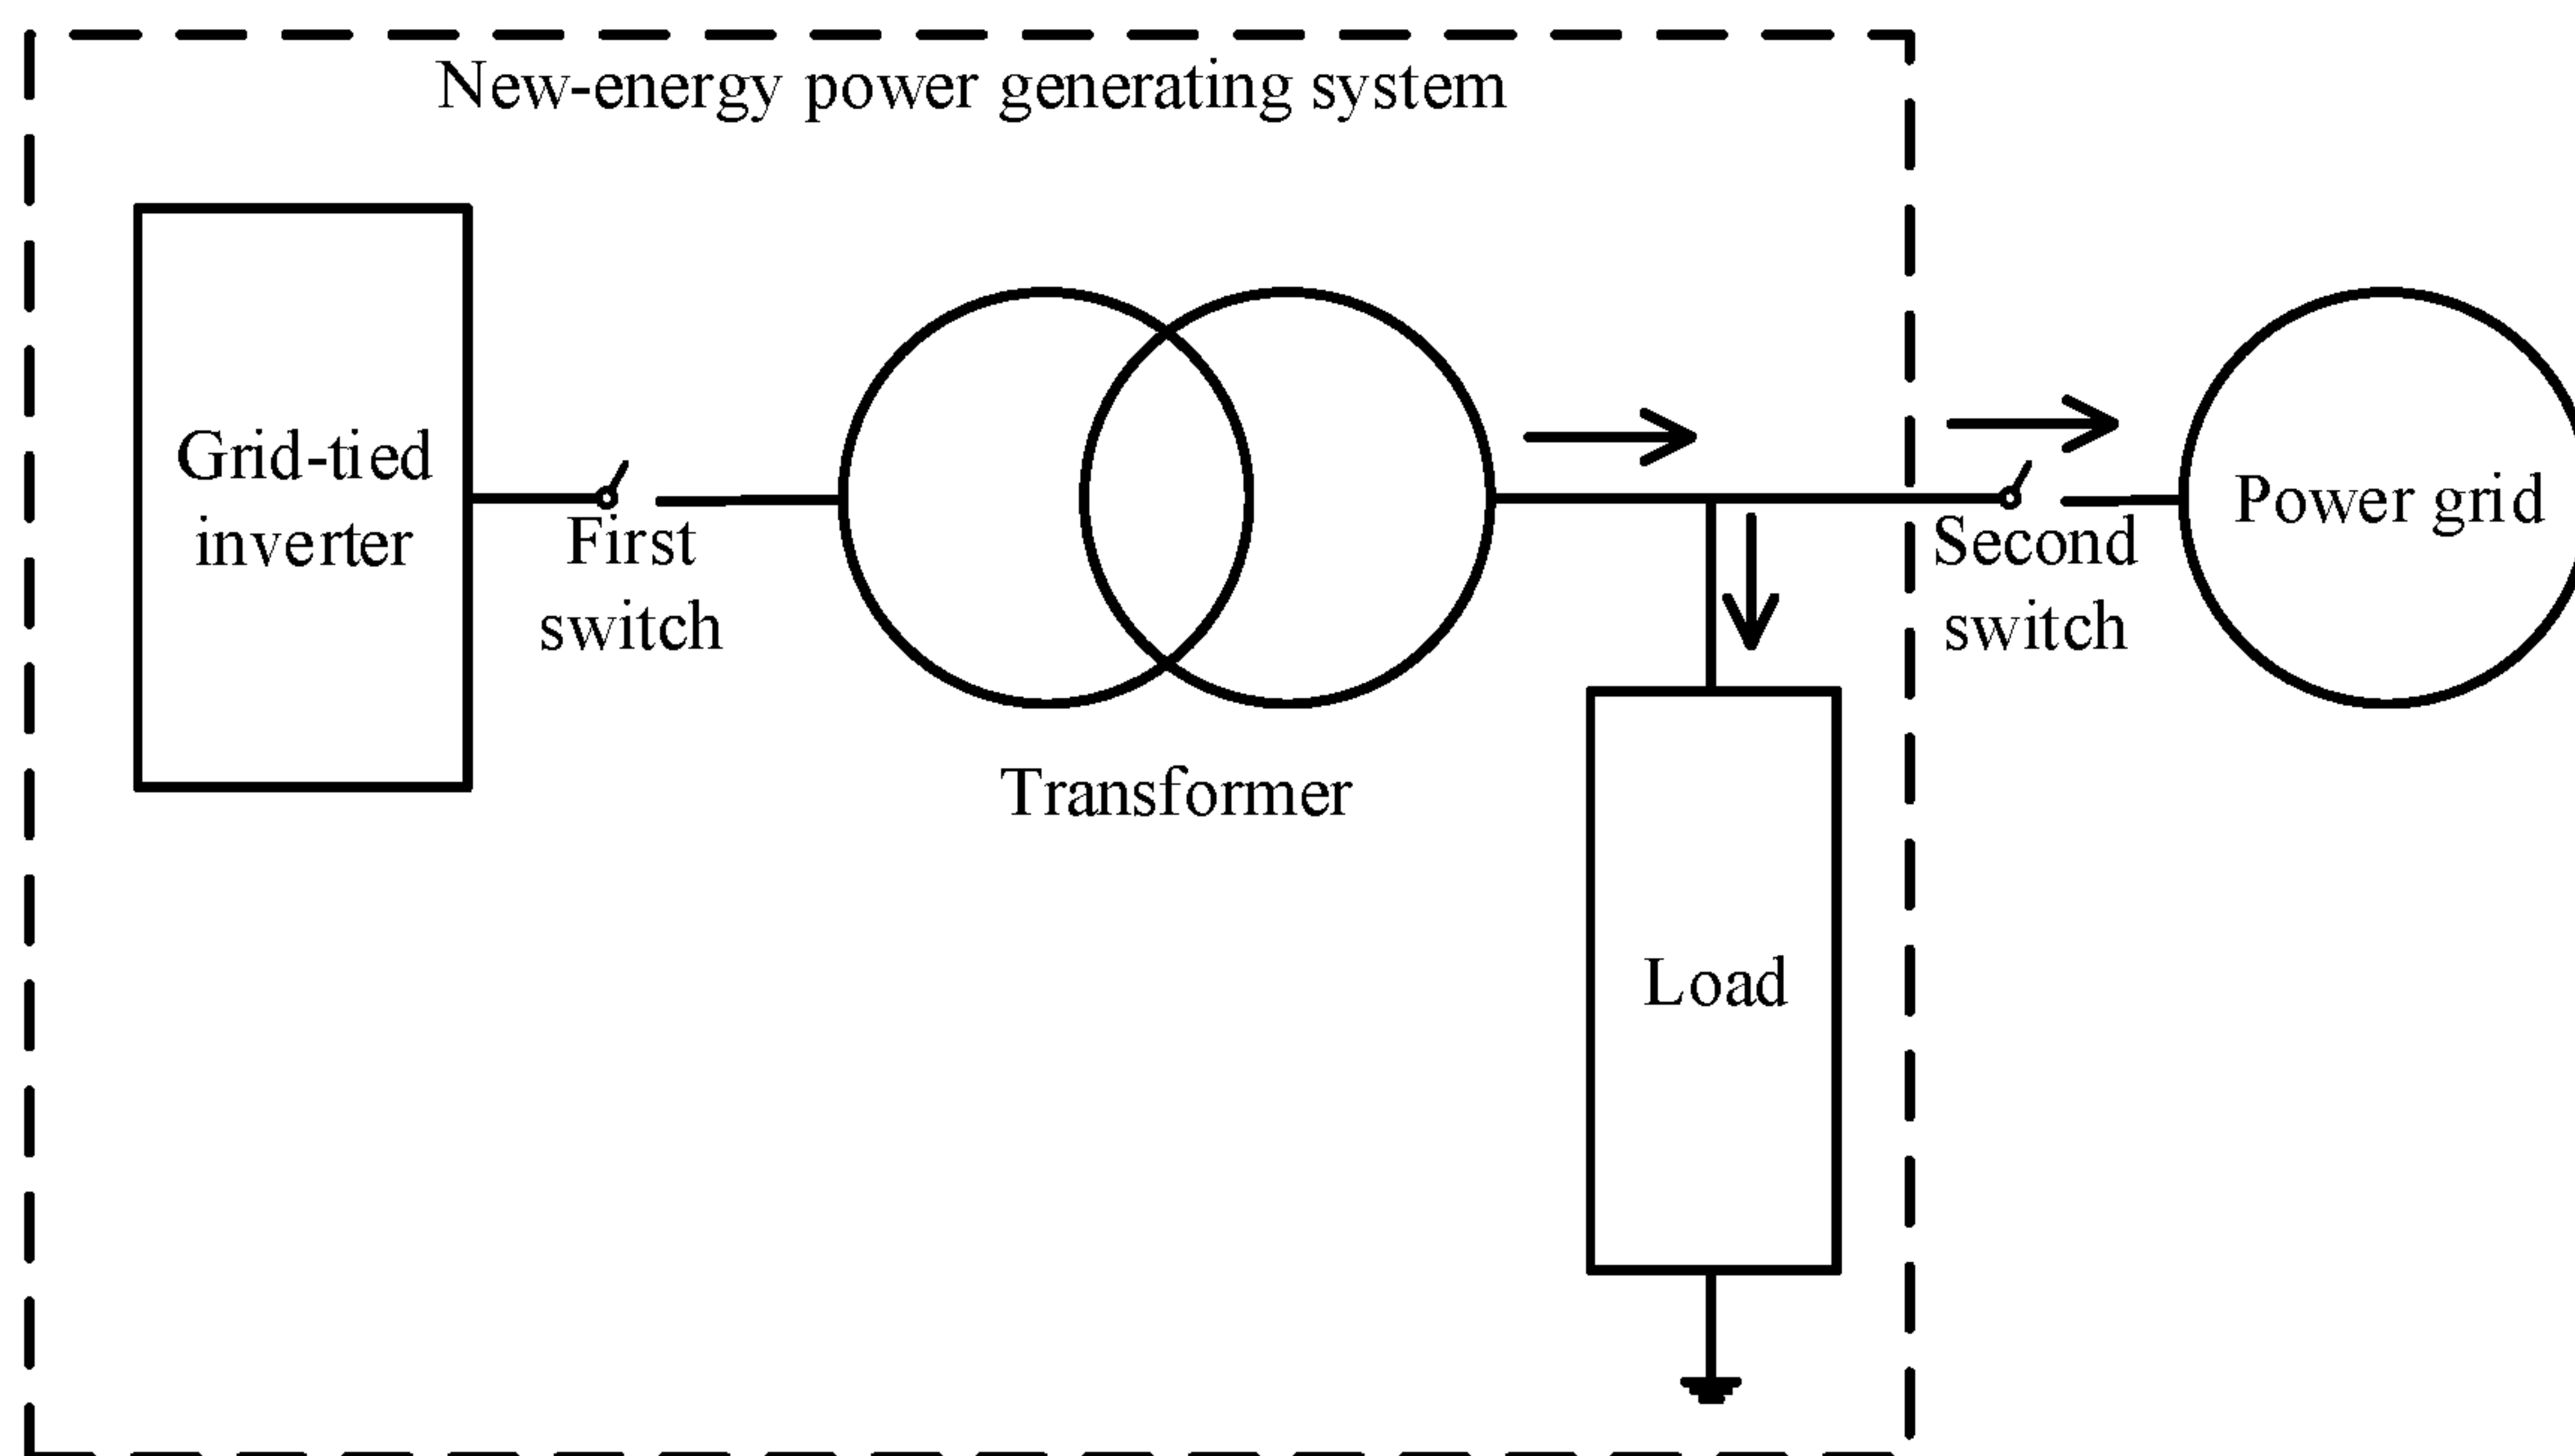 New-energy power generating system
Grid-tied
inverter
First
switch
Transformer
Load
Second
switch
Power grid